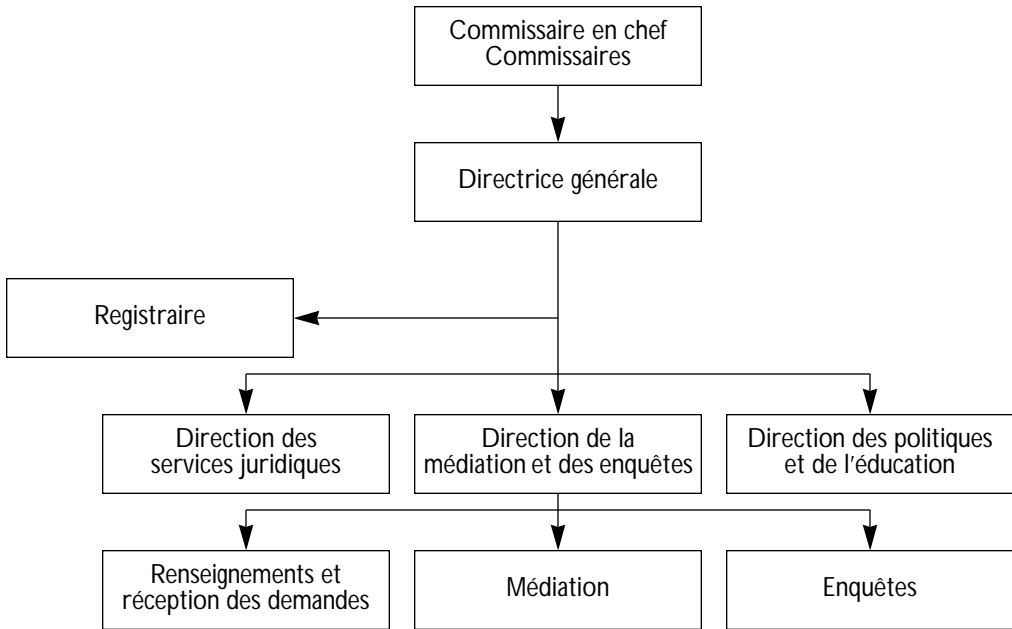 Commissaire en chef
Commissaires
Directrice générale
Registraire
Direction des
services juridiques
Direction de la
médiation et des enquêtes
Direction des politiques
et de l'éducation
Renseignements et
réception des demandes
Médiation
Enquêtes